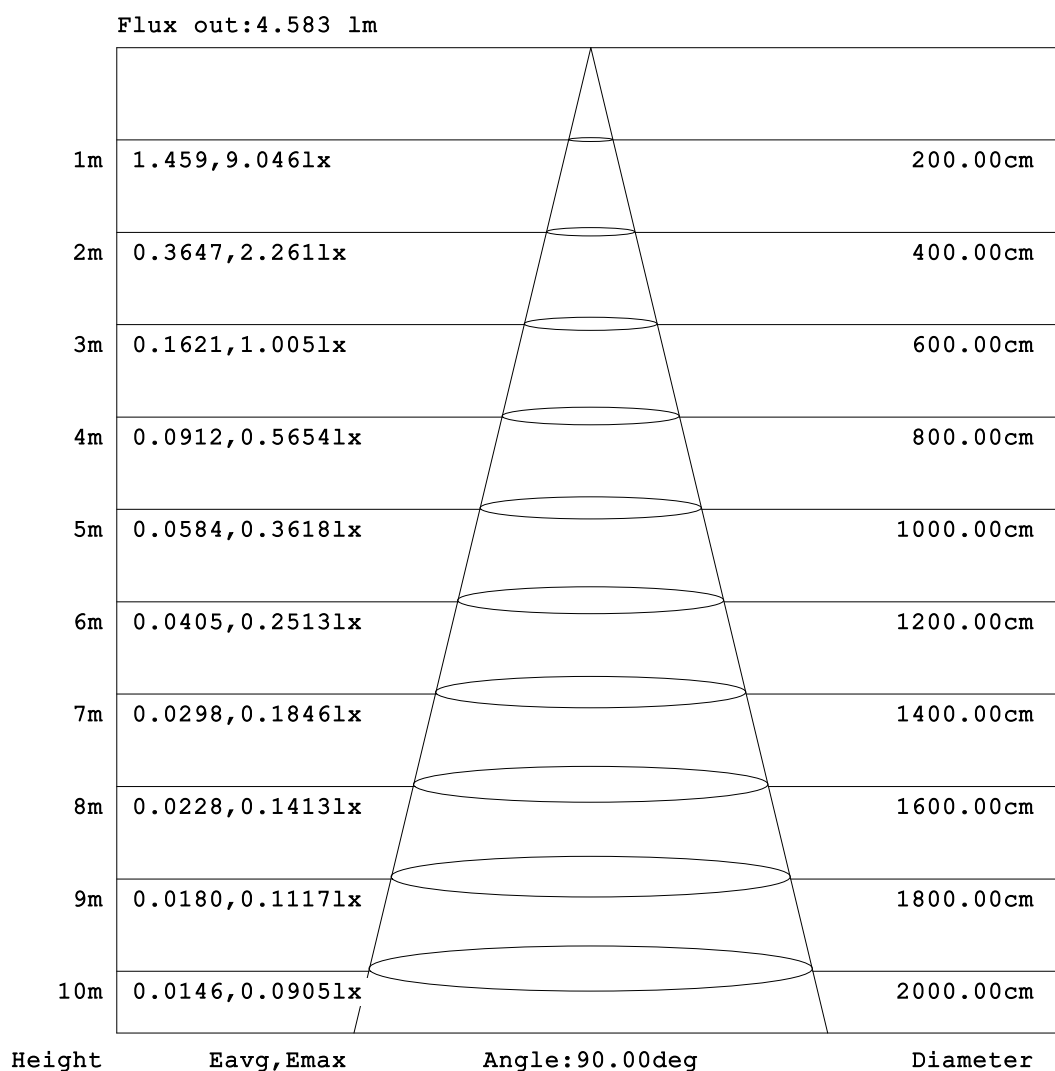 Flux out:4.583 lm
1m 1.459,9.046lx 200.00cm
2m 0.3647,2.261lx 400.00cm
3m 0.1621,1.005lx 600.00cm
4m 0.0912,0.5654lx 800.00cm
5m 0.0584,0.3618lx 1000.00cm
6m 0.0405,0.2513lx 1200.00cm
7m 0.0298,0.1846lx 1400.00cm
8m 0.0228,0.1413lx 1600.00cm
9m 0.0180,0.1117lx 1800.00cm
10m 0.0146,0.0905lx 2000.00cm
Height Eavg,Emax Angle:90.00deg Diameter